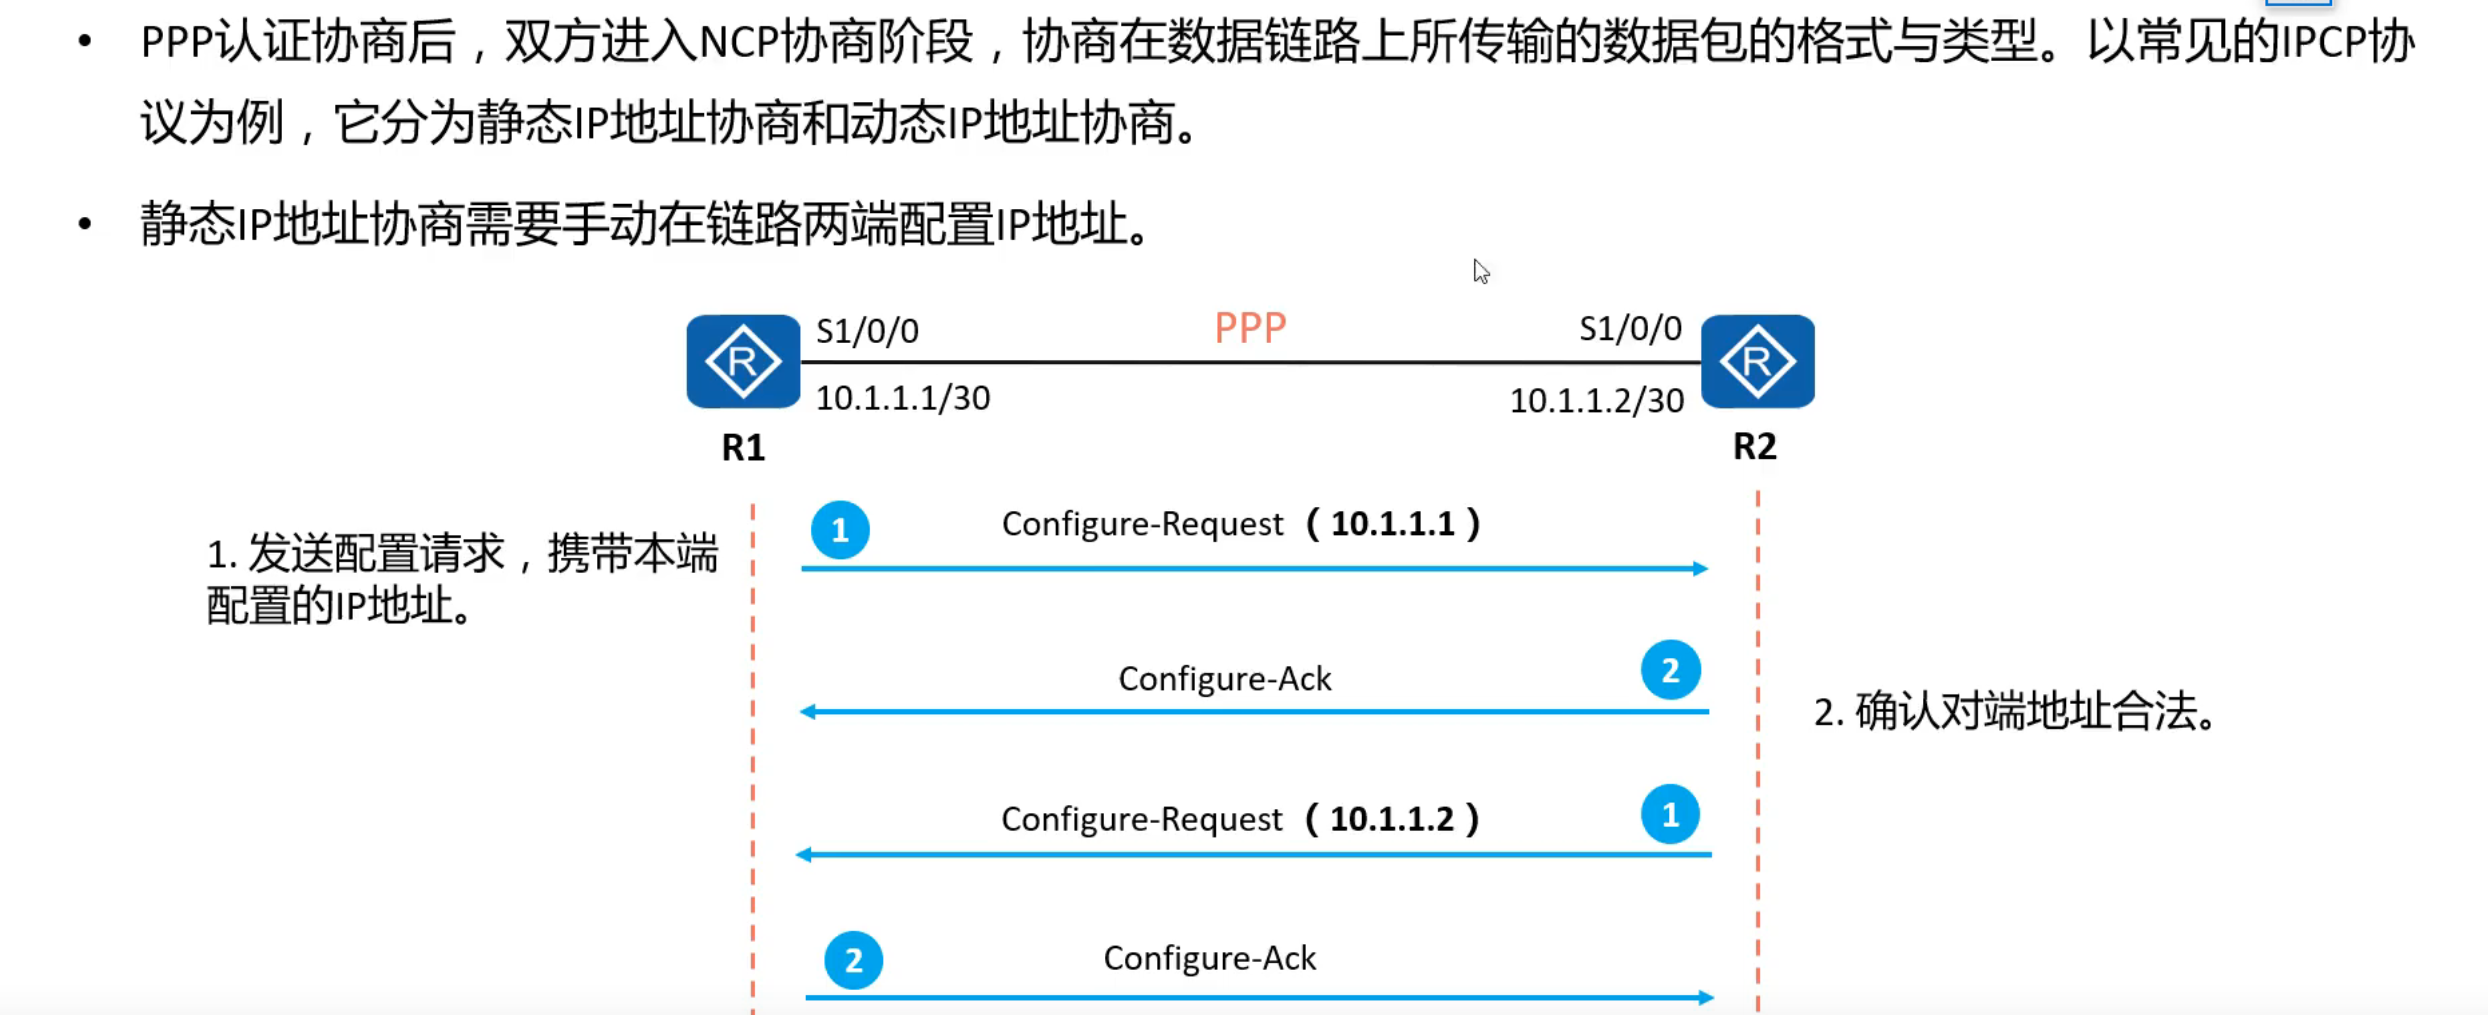 • PPP认证协商后，双方进入NCP协商阶段，协商在数据链路上所传输的数据包的格式与类型。以常见的IPCP协
议为例，它分为静态IP地址协商和动态IP地址协商。
• 静态IP地址协商需要手动在链路两端配置IP地址。
S1/0/0 PPP S1/0/0
R R
10.1.1.1/30 10.1.1.2/30
R1 R2
1 Configure-Request（10.1.1.1）
1. 发送配置请求，携带本端
配置的IP地址。
Configure-Ack 2
2. 确认对端地址合法。
Configure-Request（10.1.1.2） 1
2 Configure-Ack